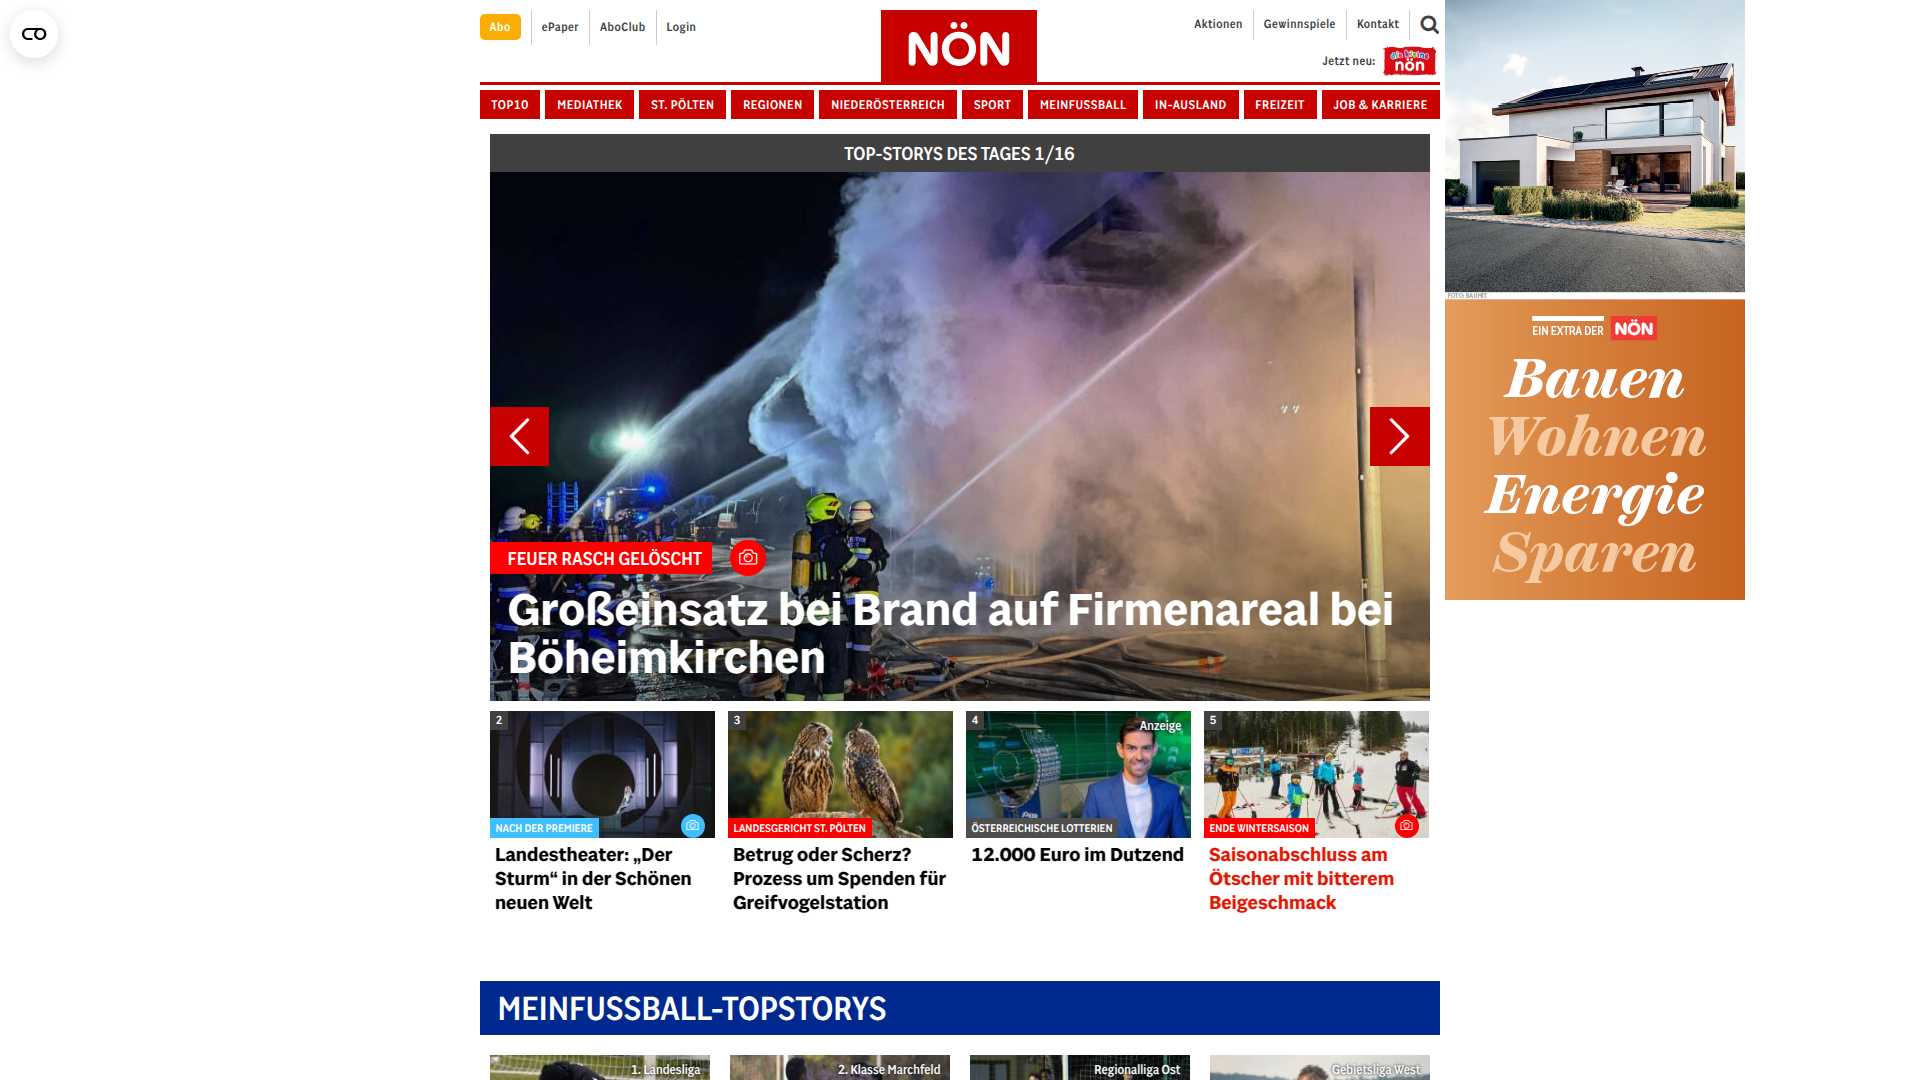 Abo
ePaper
AboClub
Login
NÖN
Aktionen
Gewinnspiele
Kontakt
Jetzt neu:
die kleine
nön
TOP10
MEDIATHEK
ST. PÖLTEN
REGIONEN
NIEDERÖSTERREICH
SPORT
MEINFUSSBALL
IN-AUSLAND
FREIZEIT
JOB & KARRIERE
TOP-STORYS DES TAGES 1/16
FEUER RASCH GELÖSCHT
Großeinsatz bei Brand auf Firmenareal bei
Böheimkirchen
2
NACH DER PREMIERE
Landestheater: „Der
Sturm“ in der Schönen
neuen Welt
3
LANDESGERICHT ST. PÖLTEN
Betrug oder Scherz?
Prozess um Spenden für
Greifvogelstation
4
Anzeige
ÖSTERREICHISCHE LOTTERIEN
12.000 Euro im Dutzend
5
ENDE WINTERSAISON
Saisonabschluss am
Ötscher mit bitterem
Beigeschmack
FOTO: BAUMIT
EIN EXTRA DER NÖN
Bauen
Wohnen
Energie
Sparen
MEINFUSSBALL-TOPSTORYS
1. Landesliga
2. Klasse Marchfeld
Regionalliga Ost
Gebietsliga West